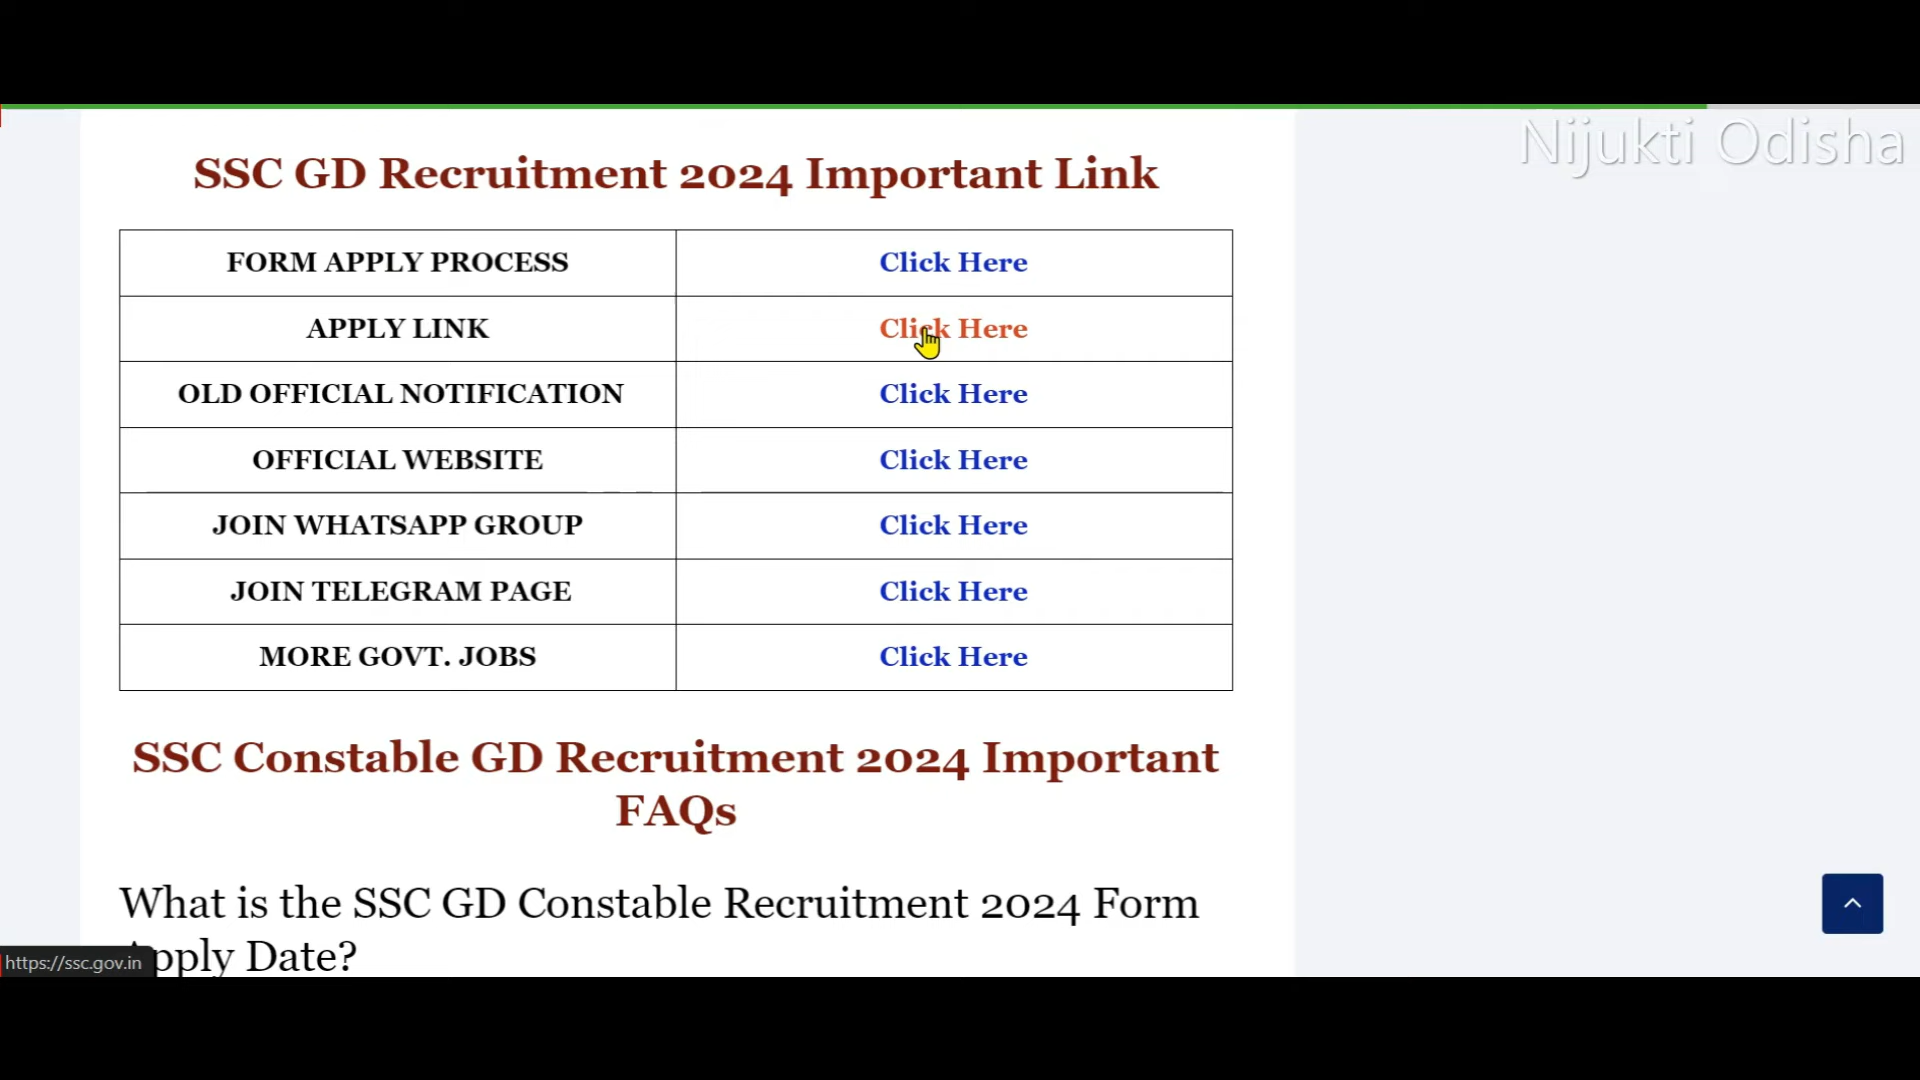 Nijukti Odisha
SSC GD Recruitment 2024 Important Link
FORM APPLY PROCESS Click Here
APPLY LINK Click Here
OLD OFFICIAL NOTIFICATION Click Here
OFFICIAL WEBSITE Click Here
JOIN WHATSAPP GROUP Click Here
JOIN TELEGRAM PAGE Click Here
MORE GOVT. JOBS Click Here
SSC Constable GD Recruitment 2024 Important
FAQs
What is the SSC GD Constable Recruitment 2024 Form
Apply Date?
https://ssc.gov.in